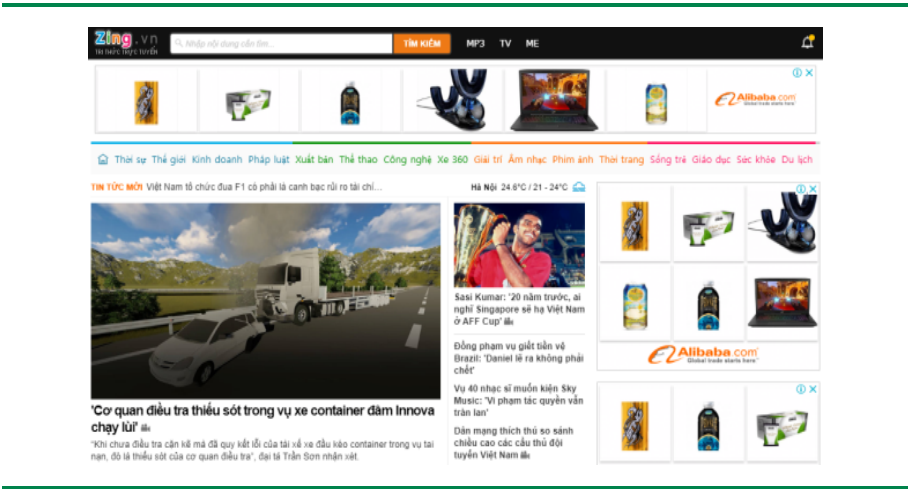 Zing.vn
TRI THỨC TRỰC TUYẾN
Nhập nội dung cần tìm...
TÌM KIẾM
MP3 TV ME
Alibaba.com
Global trade starts here
Thời sự Thế giới Kinh doanh Pháp luật Xuất bản Thể thao Công nghệ Xe 360 Giải trí Âm nhạc Phim ảnh Thời trang Sống trẻ Giáo dục Sức khỏe Du lịch
TIN TỨC MỚI Việt Nam tổ chức đua F1 có phải là canh bạc rủi ro tài chí...
Hà Nội 24.6°C / 21 - 24°C
'Cơ quan điều tra thiếu sót trong vụ xe container đâm Innova
chạy lùi'
"Khi chưa điều tra cặn kẽ mà đã quy kết lỗi của tài xế xe đầu kéo container trong vụ tai
nạn, đó là thiếu sót của cơ quan điều tra", đại tá Trần Sơn nhận xét.
Sasi Kumar: '20 năm trước, ai
nghĩ Singapore sẽ hạ Việt Nam
ở AFF Cup'
Đồng phạm vụ giết tiền vệ
Brazil: 'Daniel lẽ ra không phải
chết'
Vụ 40 nhạc sĩ muốn kiện Sky
Music: 'Vi phạm tác quyền vẫn
tràn lan'
Dân mạng thích thú so sánh
chiều cao các cầu thủ đội
tuyển Việt Nam
Alibaba.com
Global trade starts here